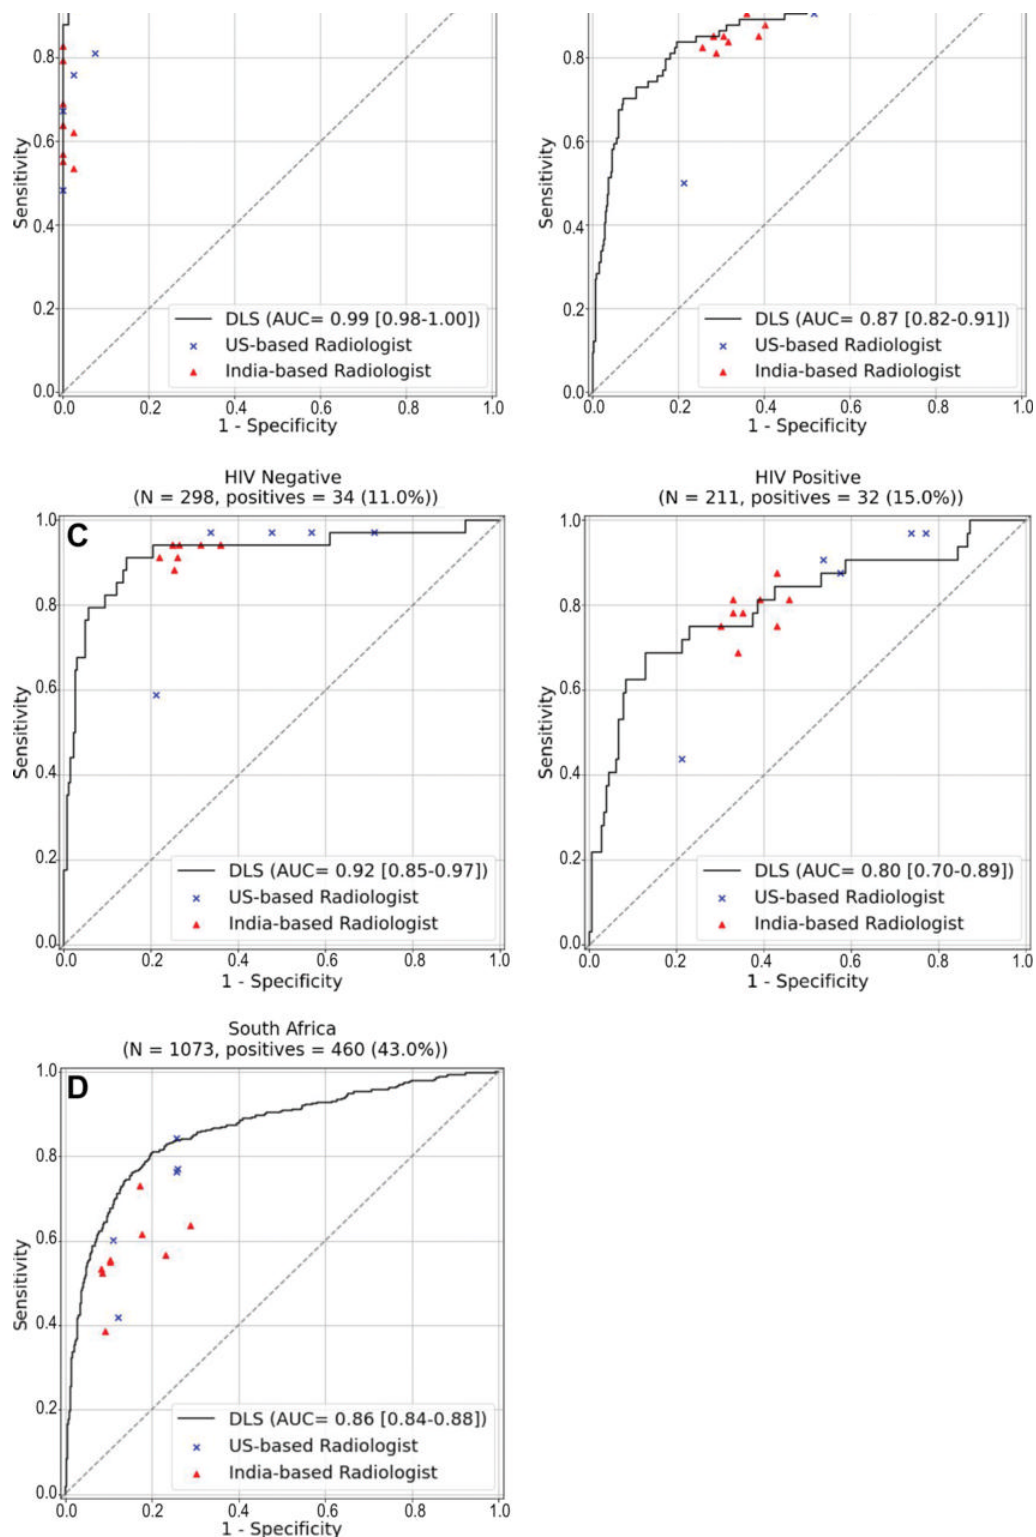 0.8
0.6
0.4
0.2
0.0
Sensitivity
DLS (AUC= 0.99 [0.98-1.00])
US-based Radiologist
India-based Radiologist
0.0 0.2 0.4 0.6 0.8 1.0
1 - Specificity
0.8
0.6
0.4
0.2
0.0
Sensitivity
DLS (AUC= 0.87 [0.82-0.91])
US-based Radiologist
India-based Radiologist
0.0 0.2 0.4 0.6 0.8 1.0
1 - Specificity
HIV Negative
(N = 298, positives = 34 (11.0%))
C
1.0
0.8
0.6
0.4
0.2
0.0
Sensitivity
DLS (AUC= 0.92 [0.85-0.97])
US-based Radiologist
India-based Radiologist
0.0 0.2 0.4 0.6 0.8 1.0
1 - Specificity
HIV Positive
(N = 211, positives = 32 (15.0%))
1.0
0.8
0.6
0.4
0.2
0.0
Sensitivity
DLS (AUC= 0.80 [0.70-0.89])
US-based Radiologist
India-based Radiologist
0.0 0.2 0.4 0.6 0.8 1.0
1 - Specificity
South Africa
(N = 1073, positives = 460 (43.0%))
D
1.0
0.8
0.6
0.4
0.2
0.0
Sensitivity
DLS (AUC= 0.86 [0.84-0.88])
US-based Radiologist
India-based Radiologist
0.0 0.2 0.4 0.6 0.8 1.0
1 - Specificity